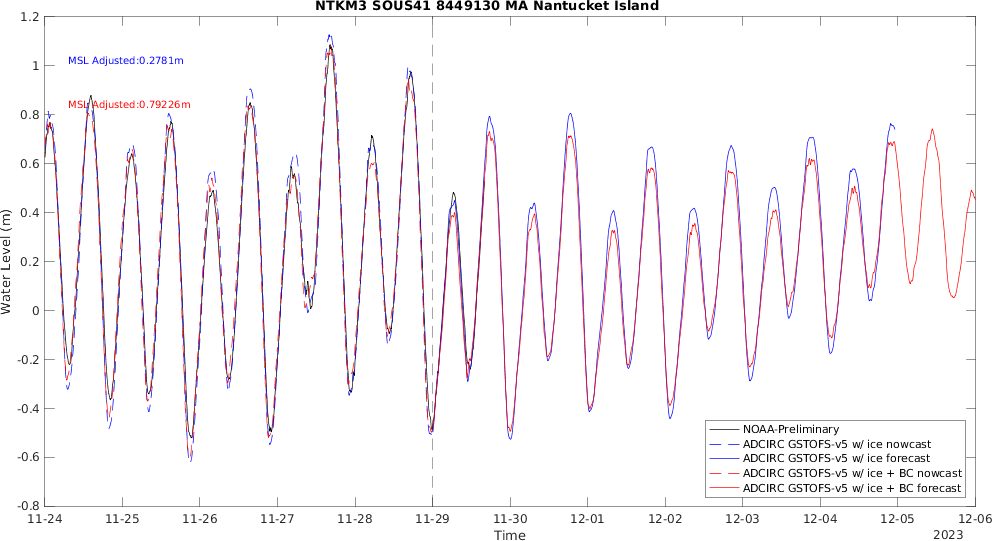 NTKM3 SOUS41 8449130 MA Nantucket Island
1.2
1
0.8
0.6
0.4
0.2
0
-0.2
-0.4
-0.6
-0.8
Water Level (m)
MSL Adjusted:0.2781m
MSL Adjusted:0.79226m
NOAA-Preliminary
ADCIRC GSTOFS-v5 w/ ice nowcast
ADCIRC GSTOFS-v5 w/ ice forecast
ADCIRC GSTOFS-v5 w/ ice + BC nowcast
ADCIRC GSTOFS-v5 w/ ice + BC forecast
11-24 11-25 11-26 11-27 11-28 11-29 11-30 12-01 12-02 12-03 12-04 12-05 12-06
Time
2023